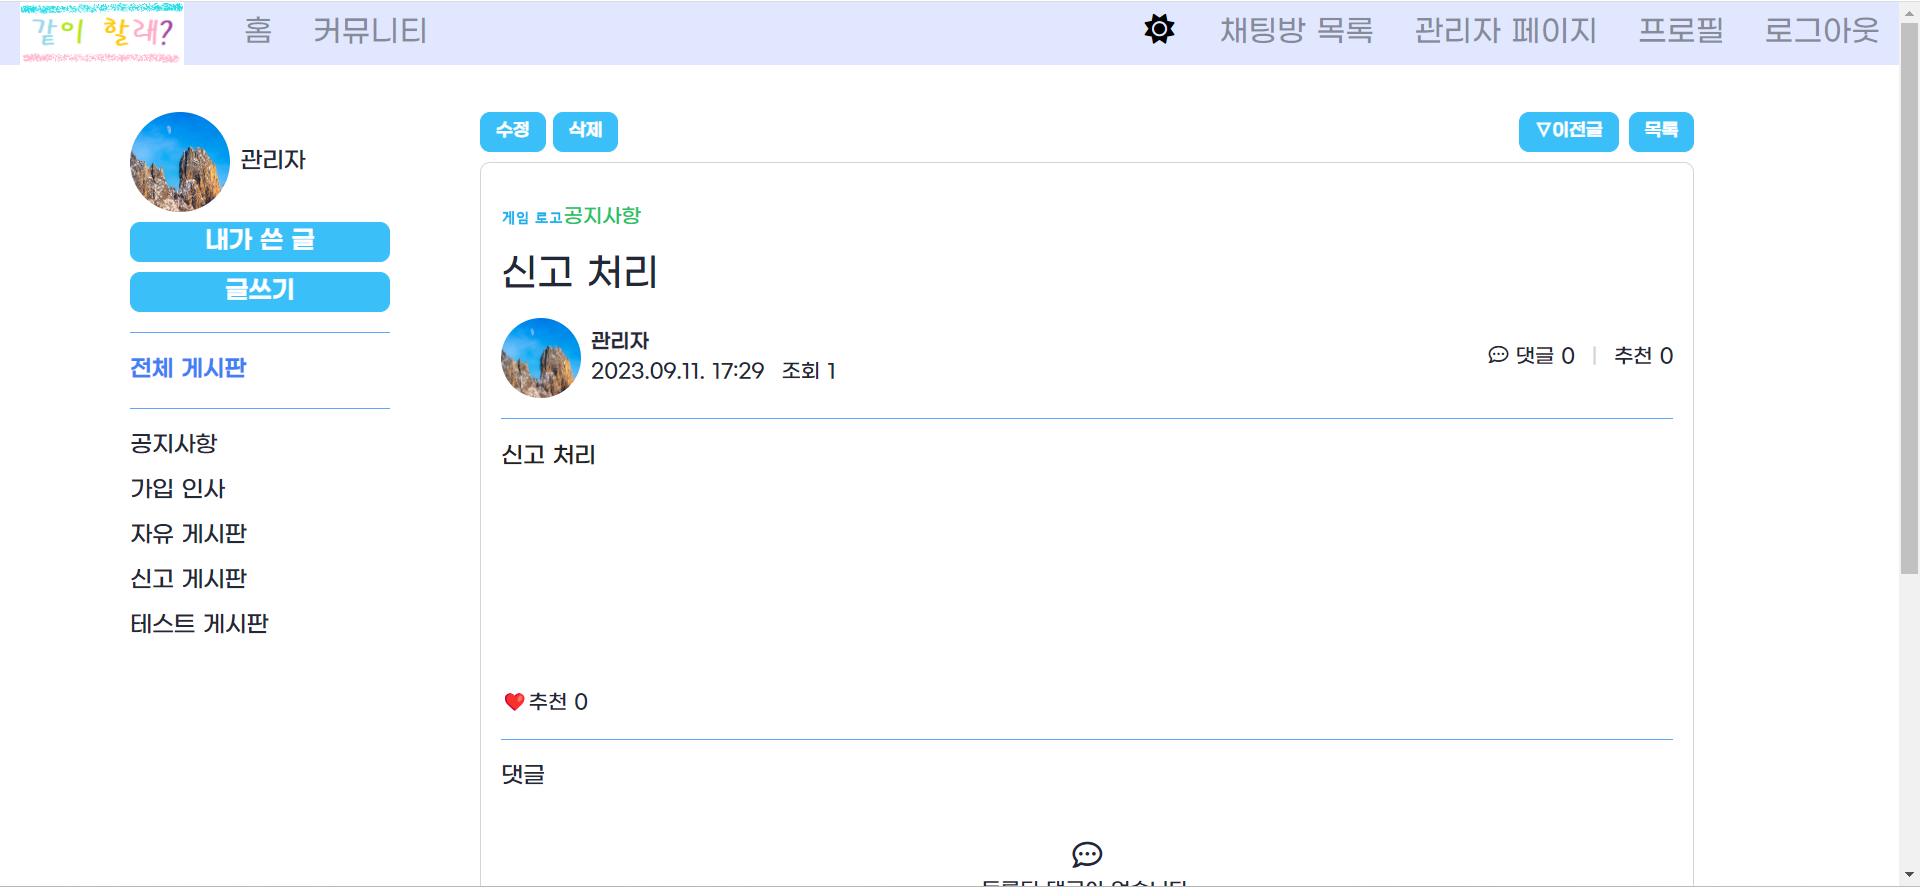 같이 할래?
홈 커뮤니티 채팅방 목록 관리자 페이지 프로필 로그아웃
관리자
내가 쓴 글
글쓰기
전체 게시판
공지사항
가입 인사
자유 게시판
신고 게시판
테스트 게시판
수정 삭제 ∇이전글 목록
게임 로고공지사항
신고 처리
관리자
2023.09.11. 17:29 조회 1
댓글 0 | 추천 0
신고 처리
❤️추천 0
댓글